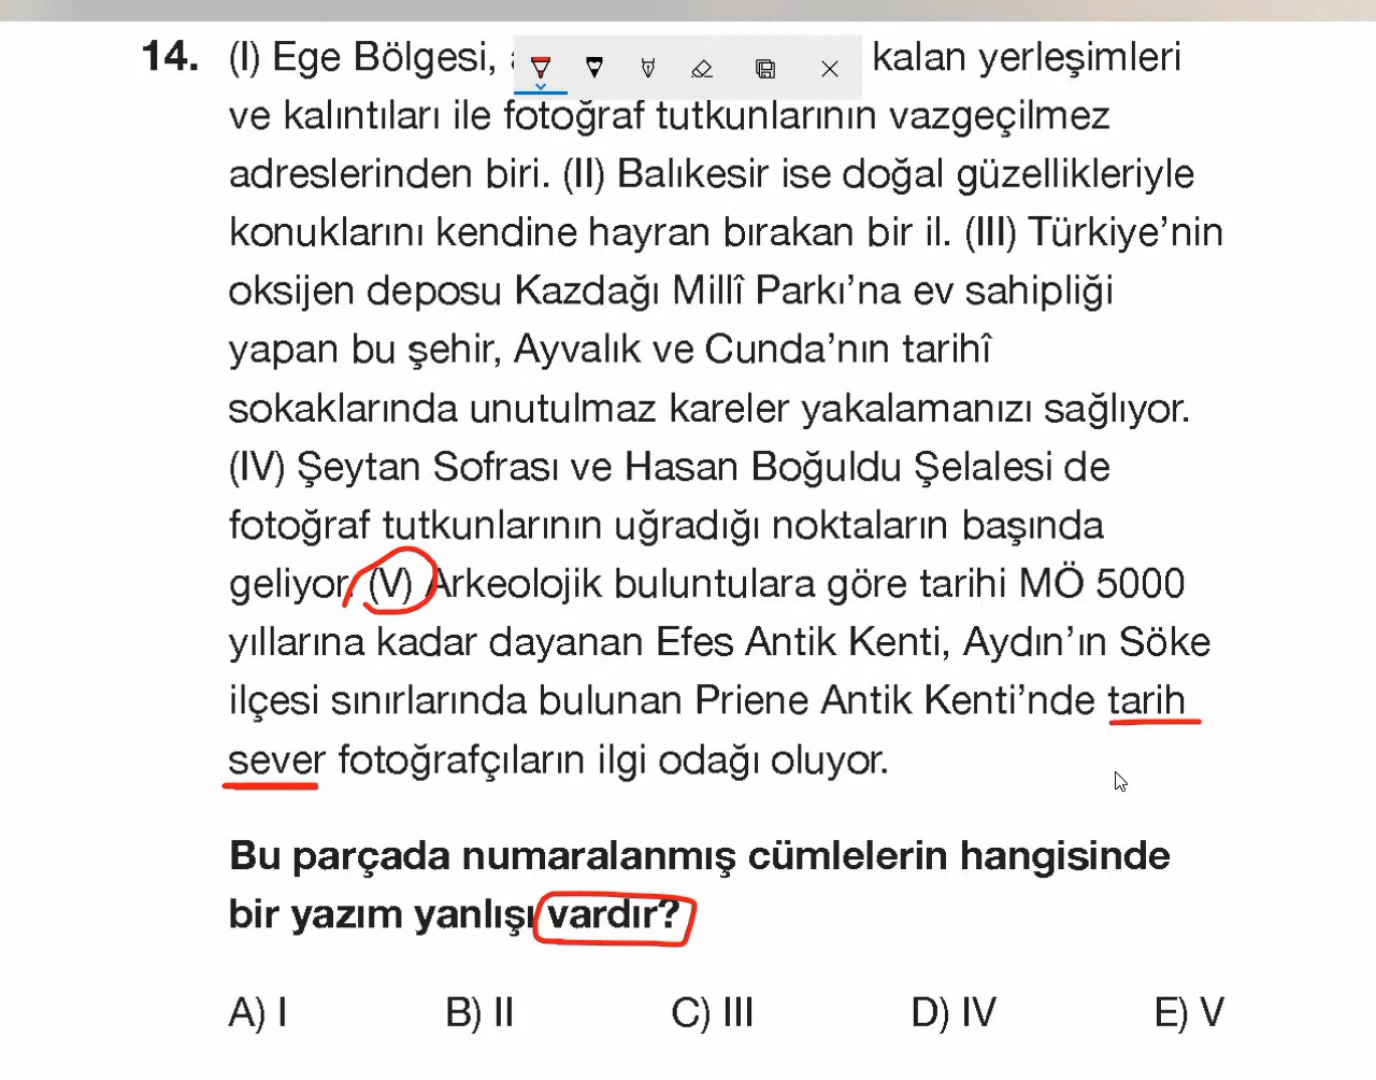 14. (I) Ege Bölgesi, kalan yerleşimleri
ve kalıntıları ile fotoğraf tutkunlarının vazgeçilmez
adreslerinden biri. (II) Balıkesir ise doğal güzellikleriyle
konuklarını kendine hayran bırakan bir il. (III) Türkiye’nin
oksijen deposu Kazdağı Millî Parkı’na ev sahipliği
yapan bu şehir, Ayvalık ve Cunda’nın tarihî
sokaklarında unutulmaz kareler yakalamanızı sağlıyor.
(IV) Şeytan Sofrası ve Hasan Boğuldu Şelalesi de
fotoğraf tutkunlarının uğradığı noktaların başında
geliyor. (V) Arkeolojik buluntulara göre tarihi MÖ 5000
yıllarına kadar dayanan Efes Antik Kenti, Aydın’ın Söke
ilçesi sınırlarında bulunan Priene Antik Kenti’nde tarih
sever fotoğrafçıların ilgi odağı oluyor.
Bu parçada numaralanmış cümlelerin hangisinde
bir yazım yanlışı vardır?
A) I B) II C) III D) IV E) V